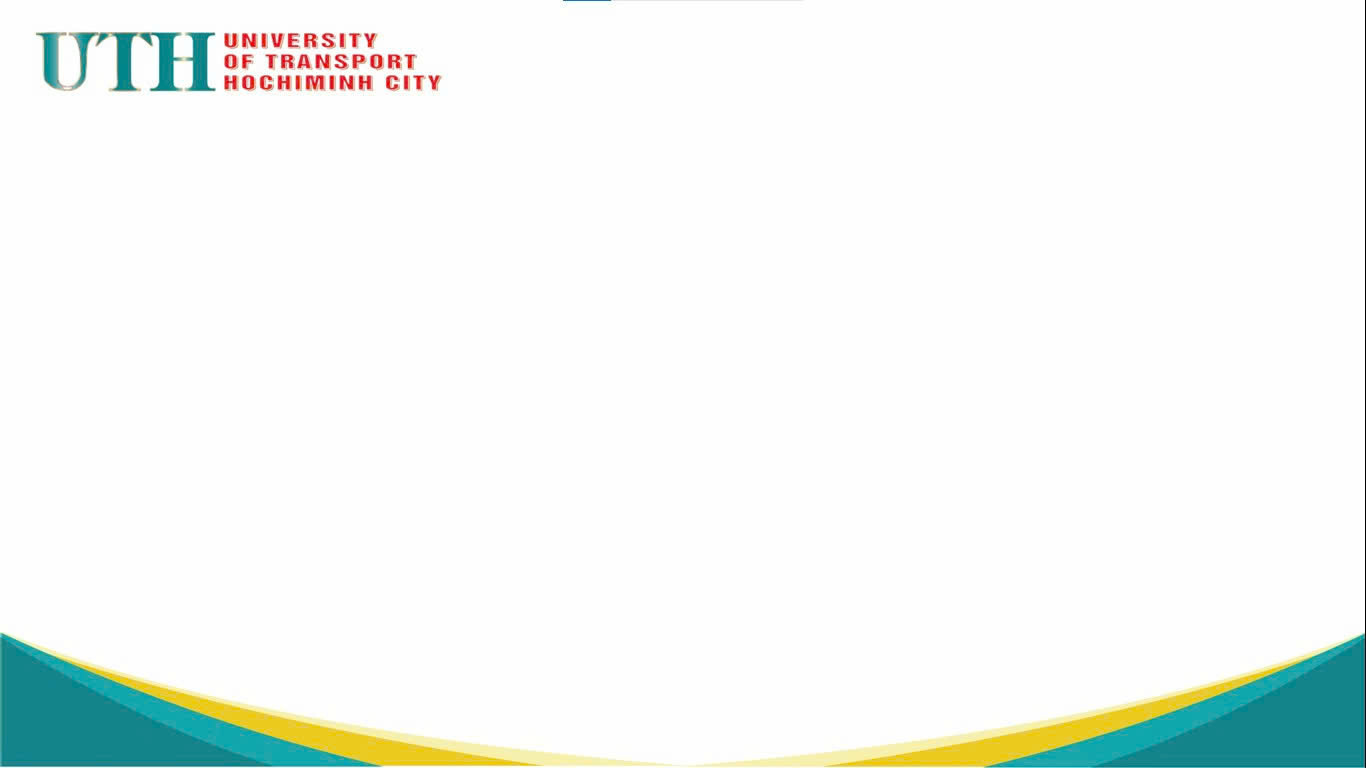 UTH
UNIVERSITY
OF TRANSPORT
HOCHIMINH CITY